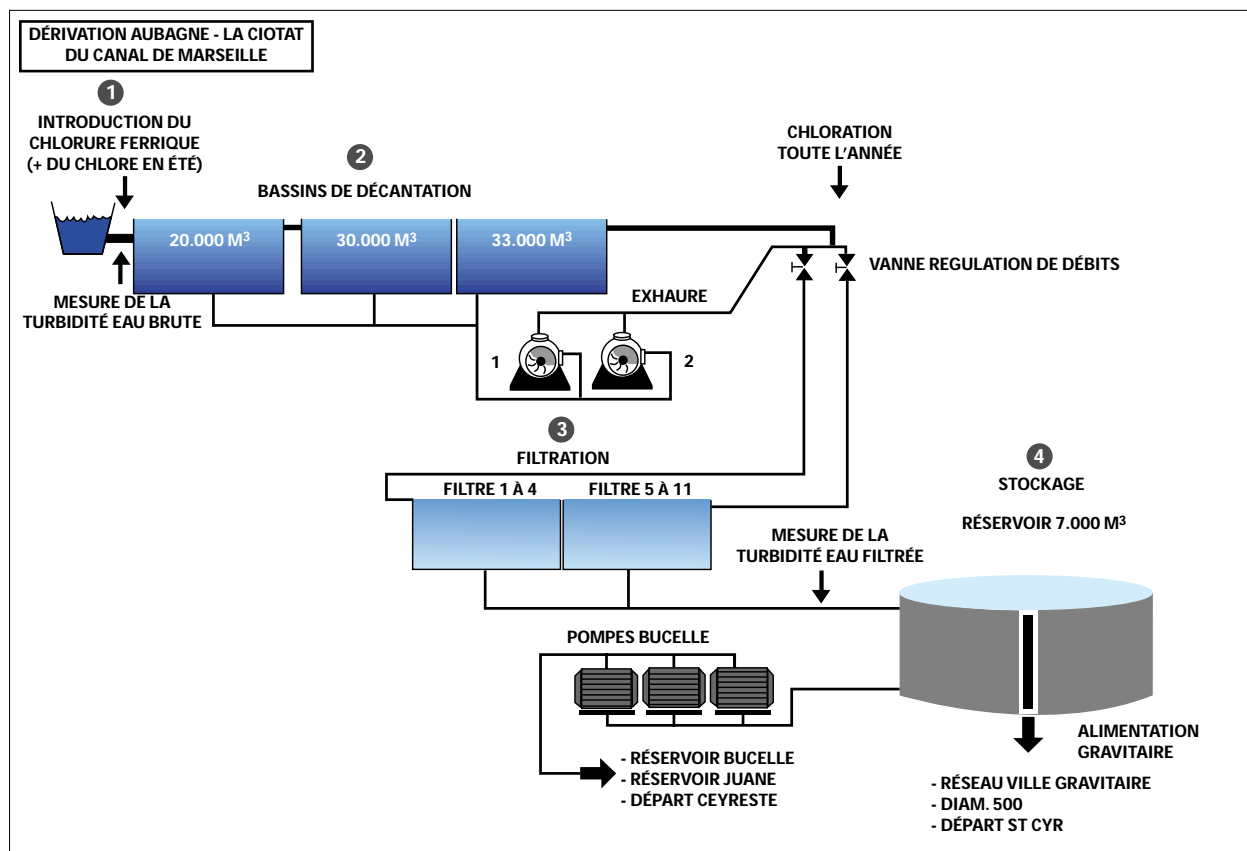 DÉRIVATION AUBAGNE - LA CIOTAT
DU CANAL DE MARSEILLE
1
INTRODUCTION DU
CHLORURE FERRIQUE
(+ DU CHLORE EN ÉTÉ)
2
BASSINS DE DÉCANTATION
CHLORATION
TOUTE L'ANNÉE
20.000 M³
30.000 M³
33.000 M³
VANNE REGULATION DE DÉBITS
MESURE DE LA
TURBIDITÉ EAU BRUTE
EXHAURE
1
2
3
FILTRATION
FILTRE 1 À 4
FILTRE 5 À 11
4
STOCKAGE
RÉSERVOIR 7.000 M³
MESURE DE LA
TURBIDITÉ EAU FILTRÉE
POMPES BUCELLE
- RÉSERVOIR BUCELLE
- RÉSERVOIR JUANE
- DÉPART CEYRESTE
ALIMENTATION
GRAVITAIRE
- RÉSEAU VILLE GRAVITAIRE
- DIAM. 500
- DÉPART ST CYR